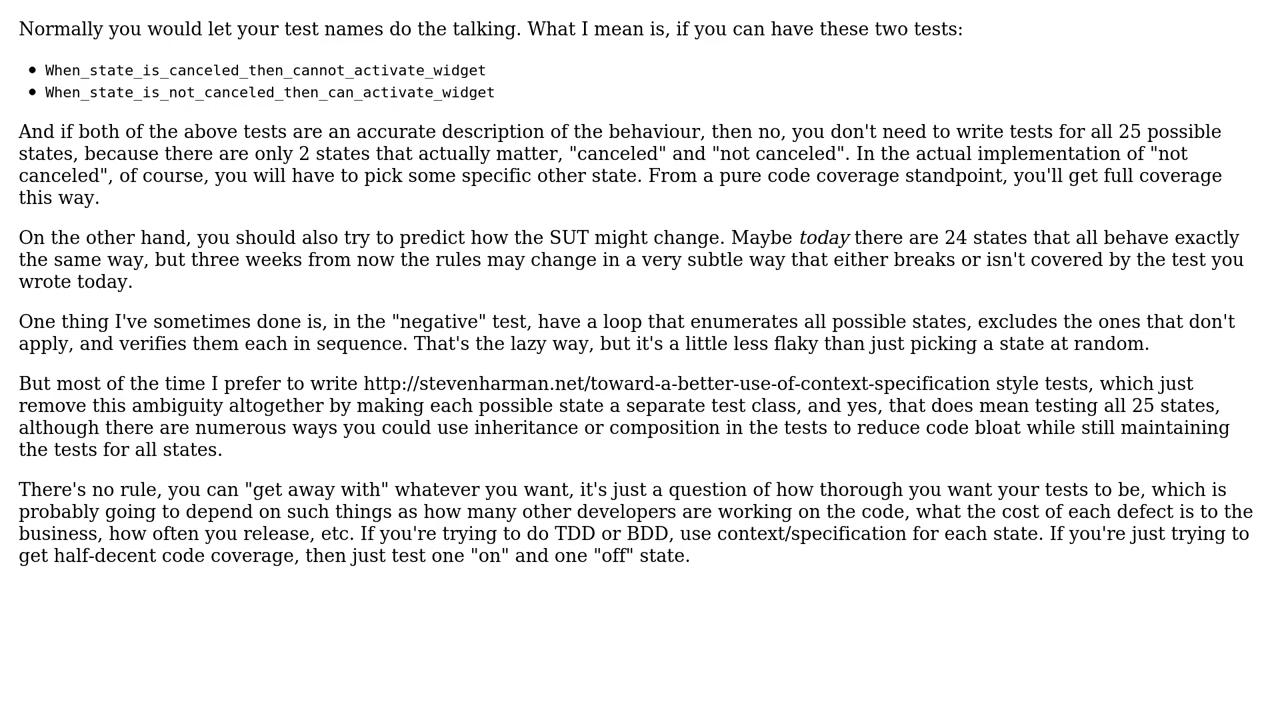 Normally you would let your test names do the talking. What I mean is, if you can have these two tests:
• When_state_is_canceled_then_cannot_activate_widget
• When_state_is_not_canceled_then_can_activate_widget
And if both of the above tests are an accurate description of the behaviour, then no, you don't need to write tests for all 25 possible
states, because there are only 2 states that actually matter, "canceled" and "not canceled". In the actual implementation of "not
canceled", of course, you will have to pick some specific other state. From a pure code coverage standpoint, you'll get full coverage
this way.
On the other hand, you should also try to predict how the SUT might change. Maybe today there are 24 states that all behave exactly
the same way, but three weeks from now the rules may change in a very subtle way that either breaks or isn't covered by the test you
wrote today.
One thing I've sometimes done is, in the "negative" test, have a loop that enumerates all possible states, excludes the ones that don't
apply, and verifies them each in sequence. That's the lazy way, but it's a little less flaky than just picking a state at random.
But most of the time I prefer to write http://stevenharman.net/toward-a-better-use-of-context-specification style tests, which just
remove this ambiguity altogether by making each possible state a separate test class, and yes, that does mean testing all 25 states,
although there are numerous ways you could use inheritance or composition in the tests to reduce code bloat while still maintaining
the tests for all states.
There's no rule, you can "get away with" whatever you want, it's just a question of how thorough you want your tests to be, which is
probably going to depend on such things as how many other developers are working on the code, what the cost of each defect is to the
business, how often you release, etc. If you're trying to do TDD or BDD, use context/specification for each state. If you're just trying to
get half-decent code coverage, then just test one "on" and one "off" state.